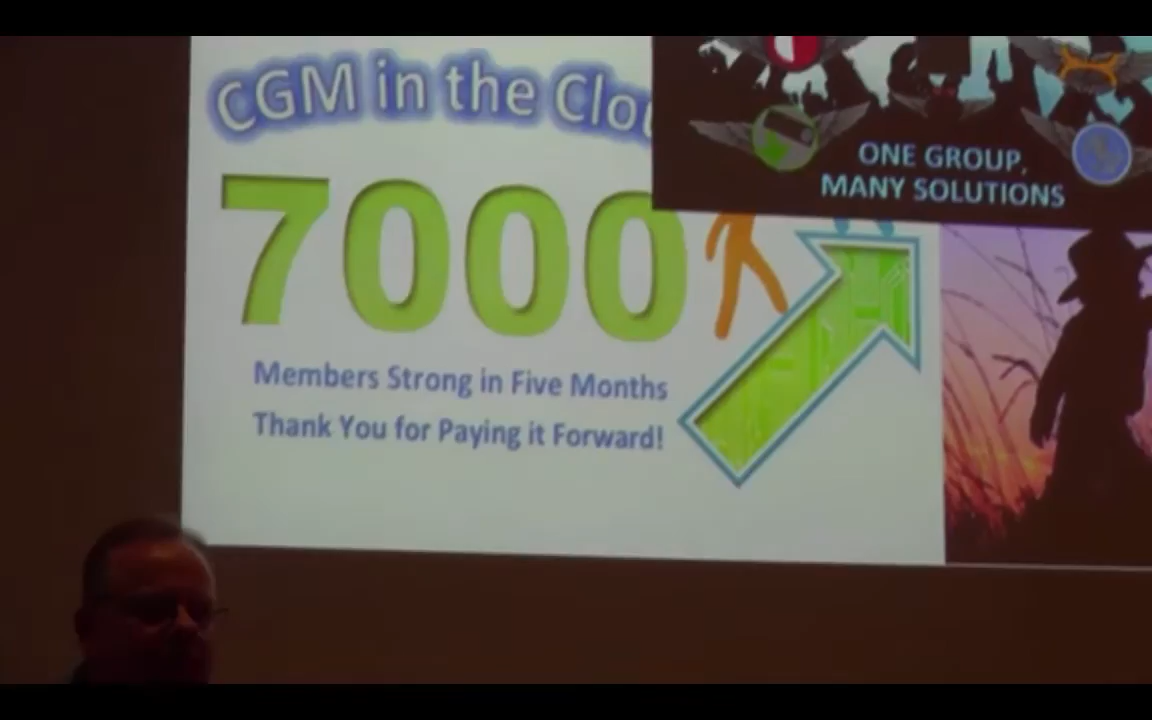 CGM in the Clou
ONE GROUP,
MANY SOLUTIONS
7000
Members Strong in Five Months
Thank You for Paying it Forward!